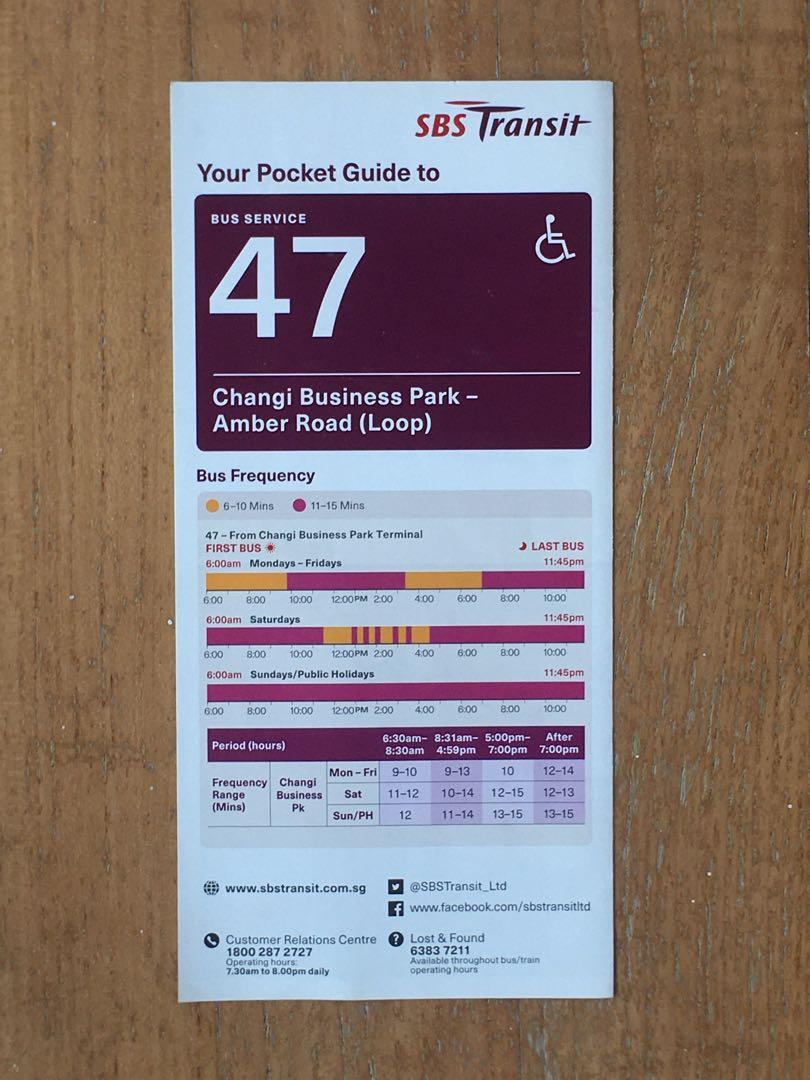 SBS Transit
Your Pocket Guide to
BUS SERVICE
47
Changi Business Park –
Amber Road (Loop)
Bus Frequency
6–10 Mins 11–15 Mins
47 – From Changi Business Park Terminal
FIRST BUS LAST BUS
6:00am Mondays – Fridays 11:45pm
6:00 8:00 10:00 12:00PM 2:00 4:00 6:00 8:00 10:00
6:00am Saturdays 11:45pm
6:00 8:00 10:00 12:00PM 2:00 4:00 6:00 8:00 10:00
6:00am Sundays/Public Holidays 11:45pm
6:00 8:00 10:00 12:00PM 2:00 4:00 6:00 8:00 10:00
Period (hours) 6:30am–8:30am 8:31am–4:59pm 5:00pm–7:00pm After 7:00pm
Frequency Range (Mins) Changi Business Pk
Mon – Fri 9–10 9–13 10 12–14
Sat 11–12 10–14 12–15 12–13
Sun/PH 12 11–14 13–15 13–15
www.sbstransit.com.sg
@SBSTransit_Ltd
www.facebook.com/sbstransitltd
Customer Relations Centre
1800 287 2727
Operating hours:
7.30am to 8.00pm daily
Lost & Found
6383 7211
Available throughout bus/train
operating hours